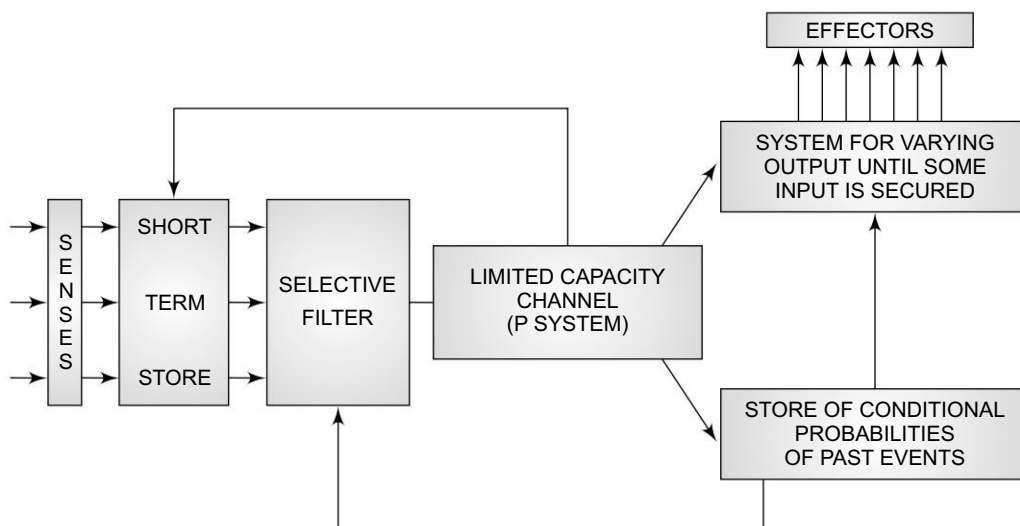 EFFECTORS
SYSTEM FOR VARYING
OUTPUT UNTIL SOME
INPUT IS SECURED
SENSES
SHORT
TERM
STORE
SELECTIVE
FILTER
LIMITED CAPACITY
CHANNEL
(P SYSTEM)
STORE OF CONDITIONAL
PROBABILITIES
OF PAST EVENTS